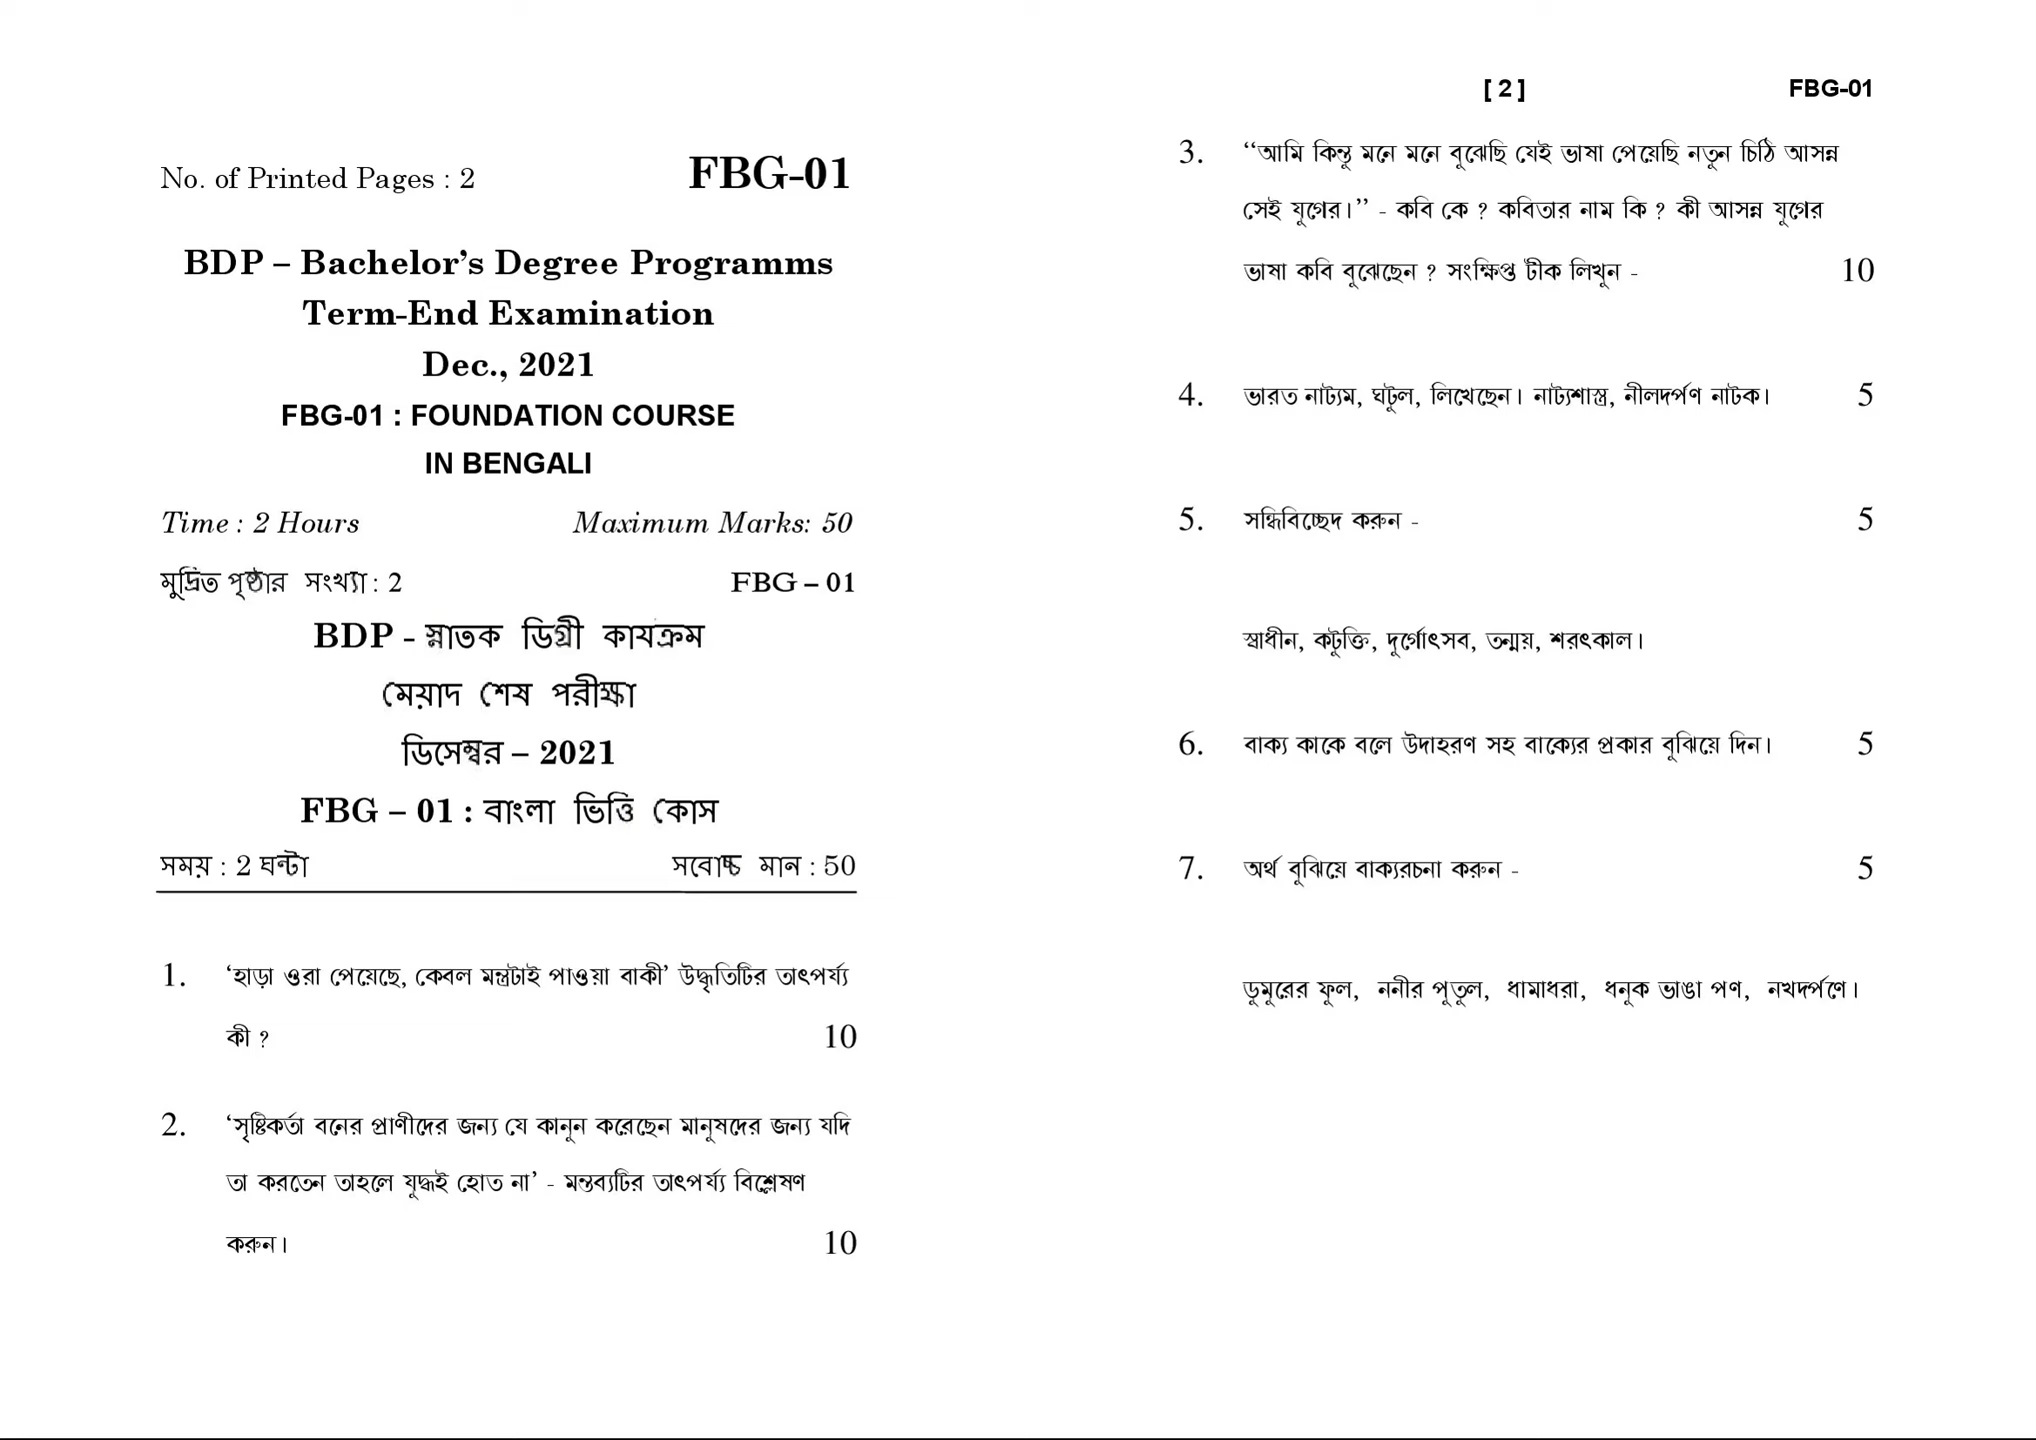 No. of Printed Pages : 2 FBG-01
BDP – Bachelor’s Degree Programms
Term-End Examination
Dec., 2021
FBG-01 : FOUNDATION COURSE
IN BENGALI
Time : 2 Hours Maximum Marks: 50
মুদ্রিত পৃষ্ঠার সংখ্যা : 2 FBG – 01
BDP - স্নাতক ডিগ্রী কাযক্রম
মেয়াদ শেষ পরীক্ষা
ডিসেম্বর – 2021
FBG – 01 : বাংলা ভিত্তি কোস
সময় : 2 ঘন্টা সবোচ্চ মান : 50
1. ‘হাড়া ওরা পেয়েছে, কেবল মন্ত্রটাই পাওয়া বাকী’ উদ্ধৃতিটির তাৎপর্য্য
কী ? 10
2. ‘সৃষ্টিকর্তা বনের প্রাণীদের জন্য যে কানুন করেছেন মানুষদের জন্য যদি
তা করতেন তাহলে যুদ্ধই হোত না’ - মন্তব্যটির তাৎপর্য্য বিশ্লেষণ
করুন। 10
[ 2 ] FBG-01
3. ‘‘আমি কিন্তু মনে মনে বুঝেছি যেই ভাষা পেয়েছি নতুন চিঠি আসন্ন
সেই যুগের।’’ - কবি কে ? কবিতার নাম কি ? কী আসন্ন যুগের
ভাষা কবি বুঝেছেন ? সংক্ষিপ্ত টীক লিখুন - 10
4. ভারত নাট্যম, ঘটুল, লিখেছেন। নাট্যশাস্ত্র, নীলদর্পণ নাটক। 5
5. সন্ধিবিচ্ছেদ করুন - 5
স্বাধীন, কটূক্তি, দুর্গোৎসব, তন্ময়, শরৎকাল।
6. বাক্য কাকে বলে উদাহরণ সহ বাক্যের প্রকার বুঝিয়ে দিন। 5
7. অর্থ বুঝিয়ে বাক্যরচনা করুন - 5
ডুমুরের ফুল, ননীর পুতুল, ধামাধরা, ধনুক ভাঙা পণ, নখদর্পণে।